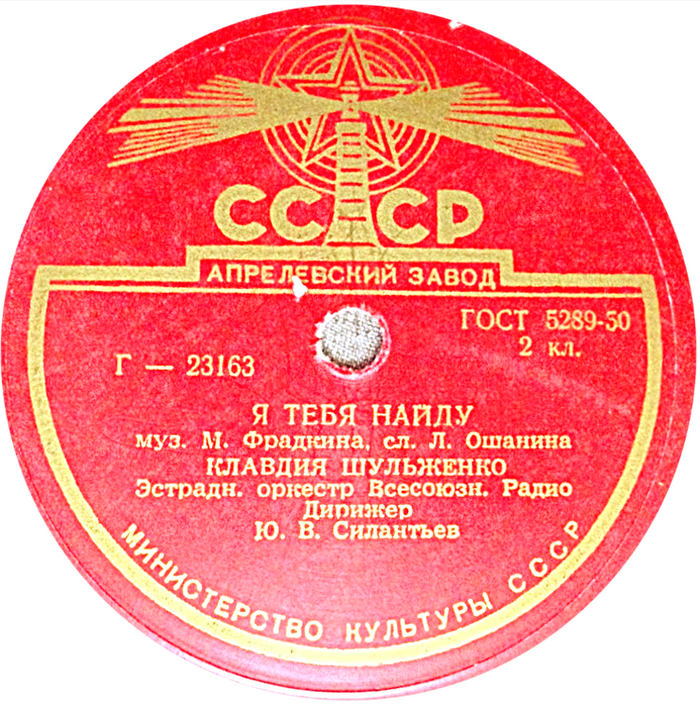 СССР
АПРЕЛЕВСКИЙ ЗАВОД
ГОСТ 5289-50
2 кл.
Г — 23163
Я ТЕБЯ НАЙДУ
муз. М. Фрадкина, сл. Л. Ошанина
КЛАВДИЯ ШУЛЬЖЕНКО
Эстрадн. оркестр Всесоюзн. Радио
Дирижер
Ю. В. Силантьев
МИНИСТЕРСТВО КУЛЬТУРЫ СССР